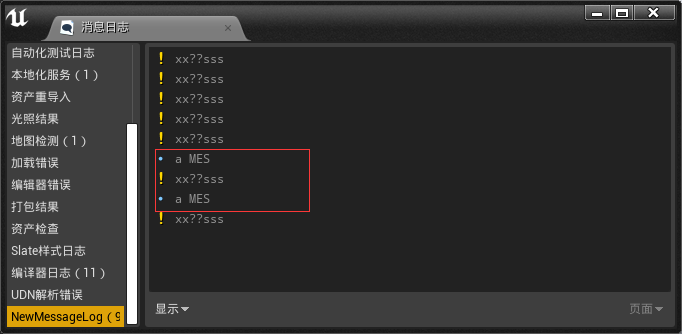 消息日志
自动化测试日志
本地化服务（1）
资产重导入
光照结果
地图检测（1）
加载错误
编辑器错误
打包结果
资产检查
Slate样式日志
编译器日志（11）
UDN解析错误
NewMessageLog（9
! xx??sss
! xx??sss
! xx??sss
! xx??sss
! xx??sss
• a MES
! xx??sss
• a MES
! xx??sss
显示
页面